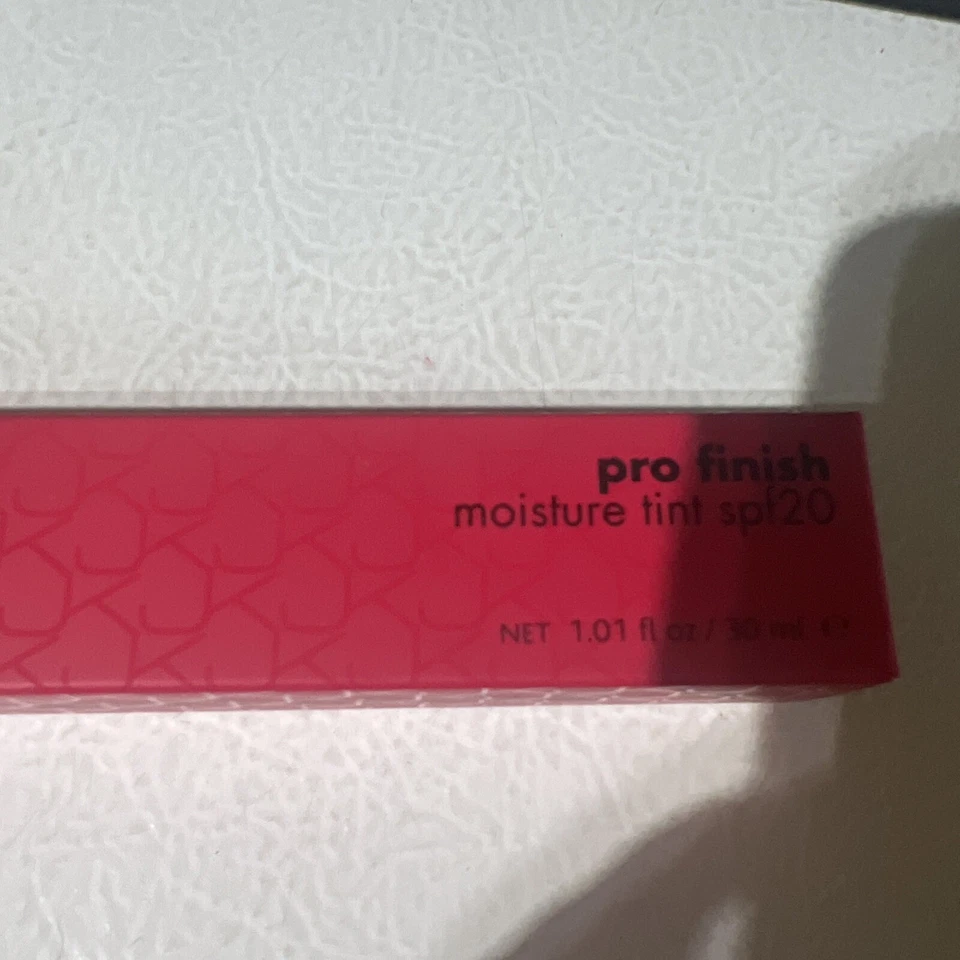 pro finish
moisture tint spf20
NET 1.01 fl oz / 30 ml ℮